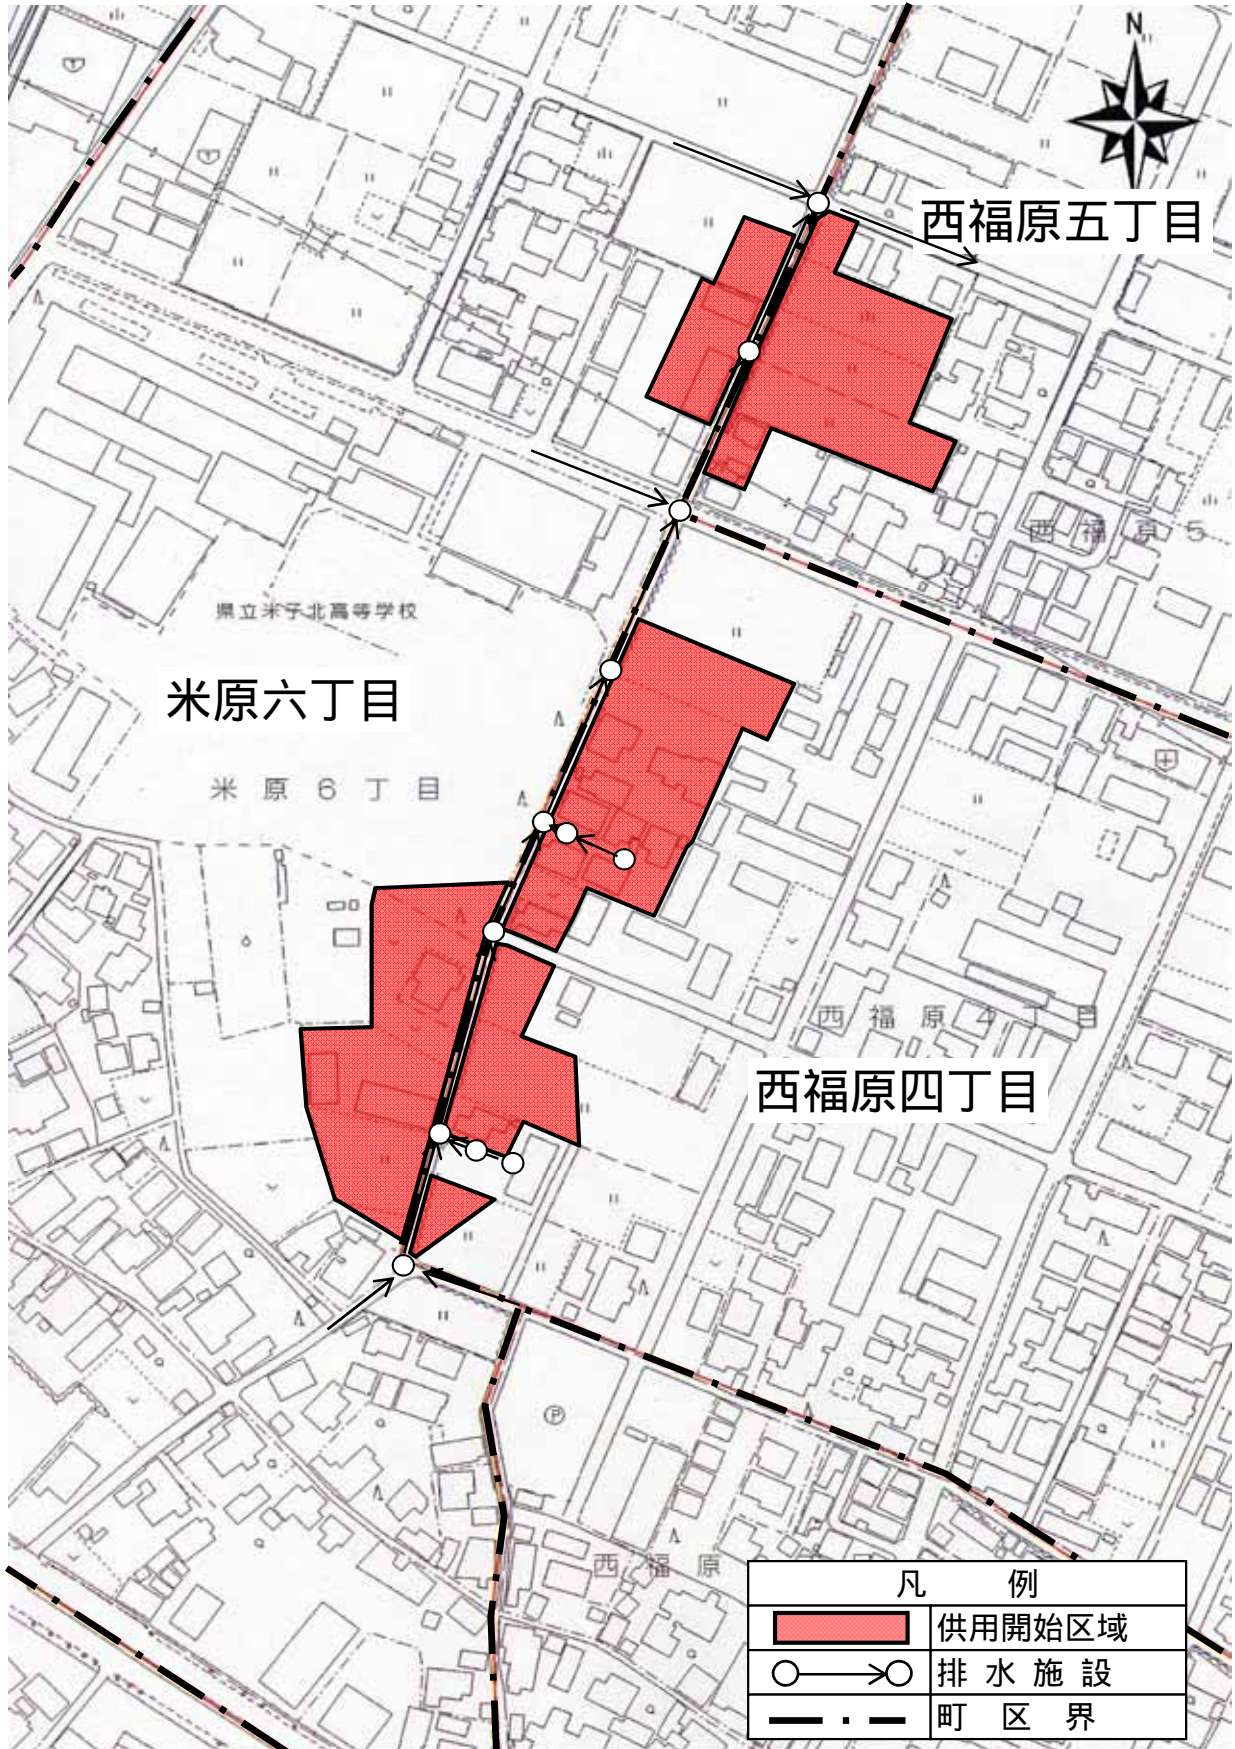 N
西福原五丁目
西福原5
県立米子北高等学校
米原六丁目
米原6丁目
西福原4丁目
西福原四丁目
P
西福原
凡 例
供用開始区域
排水施設
町区界